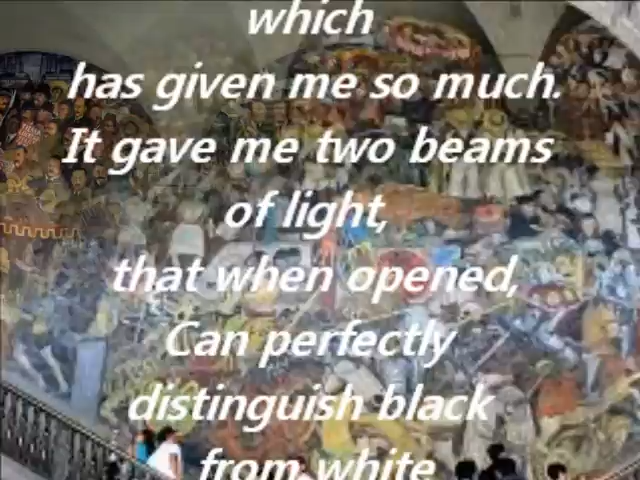 which
has given me so much.
It gave me two beams
of light,
that when opened,
Can perfectly
distinguish black
from white